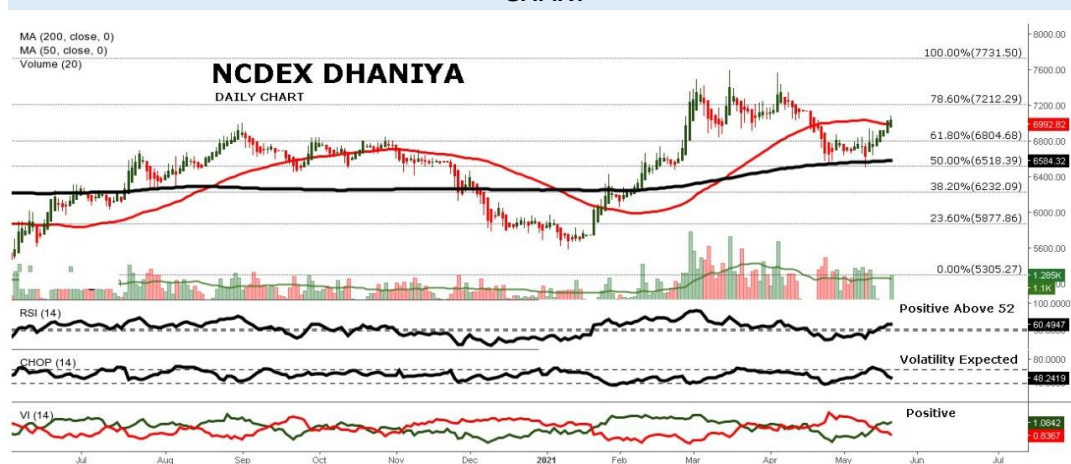 MA (200, close, 0)
MA (50, close, 0)
Volume (20)
NCDEX DHANIYA
DAILY CHART
8000.00
100.00%(7731.50)
7600.00
78.60%(7212.29)
7200.00
6992.82
61.80%(6804.68)
6584.32
50.00%(6518.39)
6400.00
38.20%(6232.09)
6000.00
23.60%(5877.86)
5600.00
0.00%(5305.27)
1.285K
1.1K
RSI (14)
Positive Above 52
100.0000
60.4947
CHOP (14)
Volatility Expected
80.0000
48.2419
VI (14)
Positive
1.0842
0.8367
Jul Aug Sep Oct Nov Dec 2021 Feb Mar Apr May Jun Jul